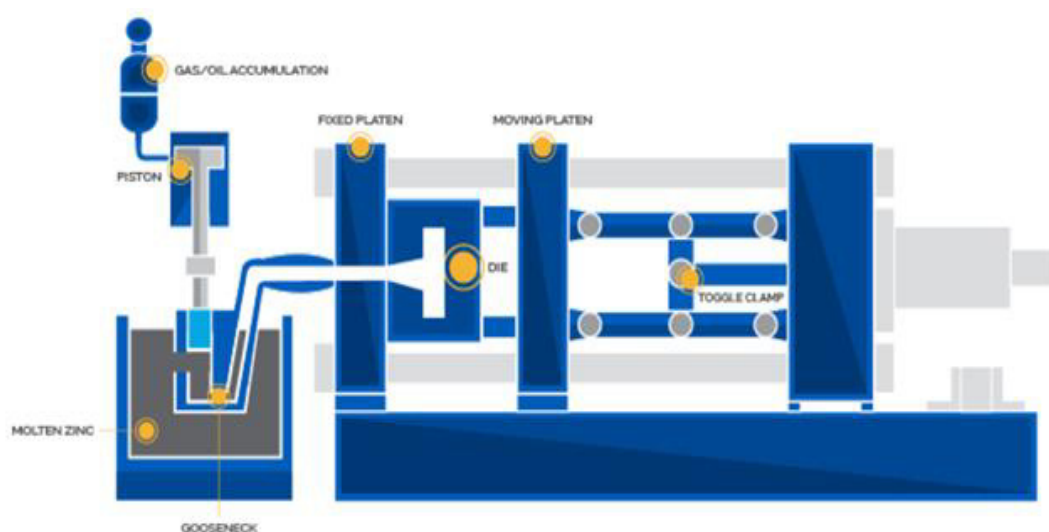 GAS/OIL ACCUMULATION
FIXED PLATEN
MOVING PLATEN
PISTON
DIE
TOGGLE CLAMP
MOLTEN ZINC
GOOSENECK